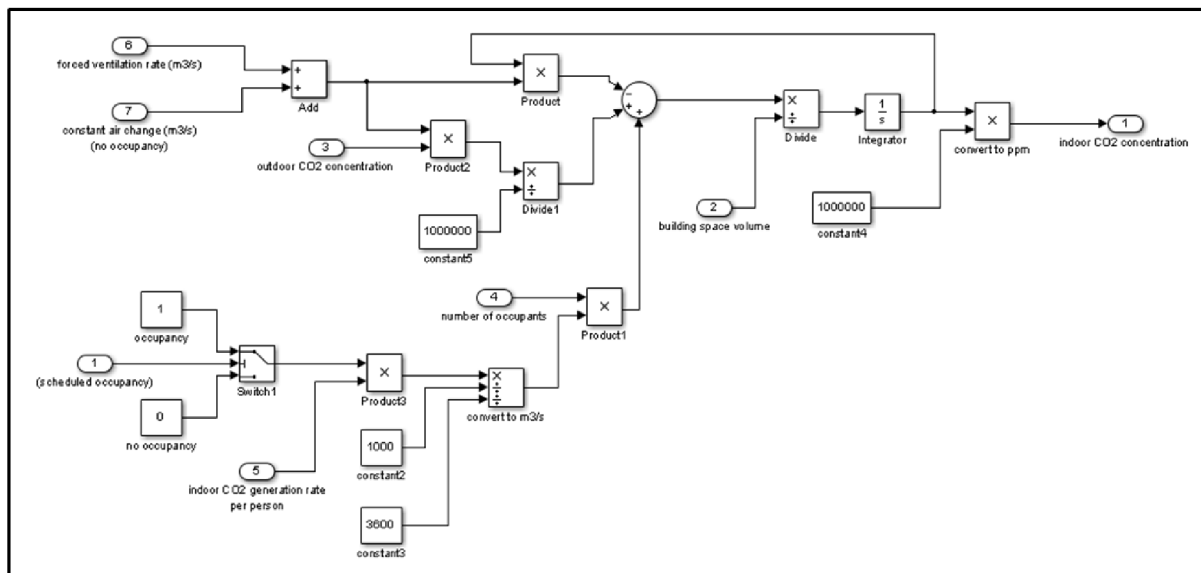 6
forced ventilation rate (m3/s)
7
constant air change (m3/s)
(no occupancy)
+
+
Add
3
outdoor CO2 concentration
×
Product2
×
Product
×
÷
Divide1
1000000
constant5
−
+
+
×
÷
Divide
1
s
Integrator
×
convert to ppm
1
indoor CO2 concentration
2
building space volume
1000000
constant4
1
occupancy
1
(scheduled occupancy)
0
no occupancy
Switch1
×
Product3
5
indoor CO2 generation rate
per person
1000
constant2
3600
constant3
×
÷
÷
convert to m3/s
4
number of occupants
×
Product1